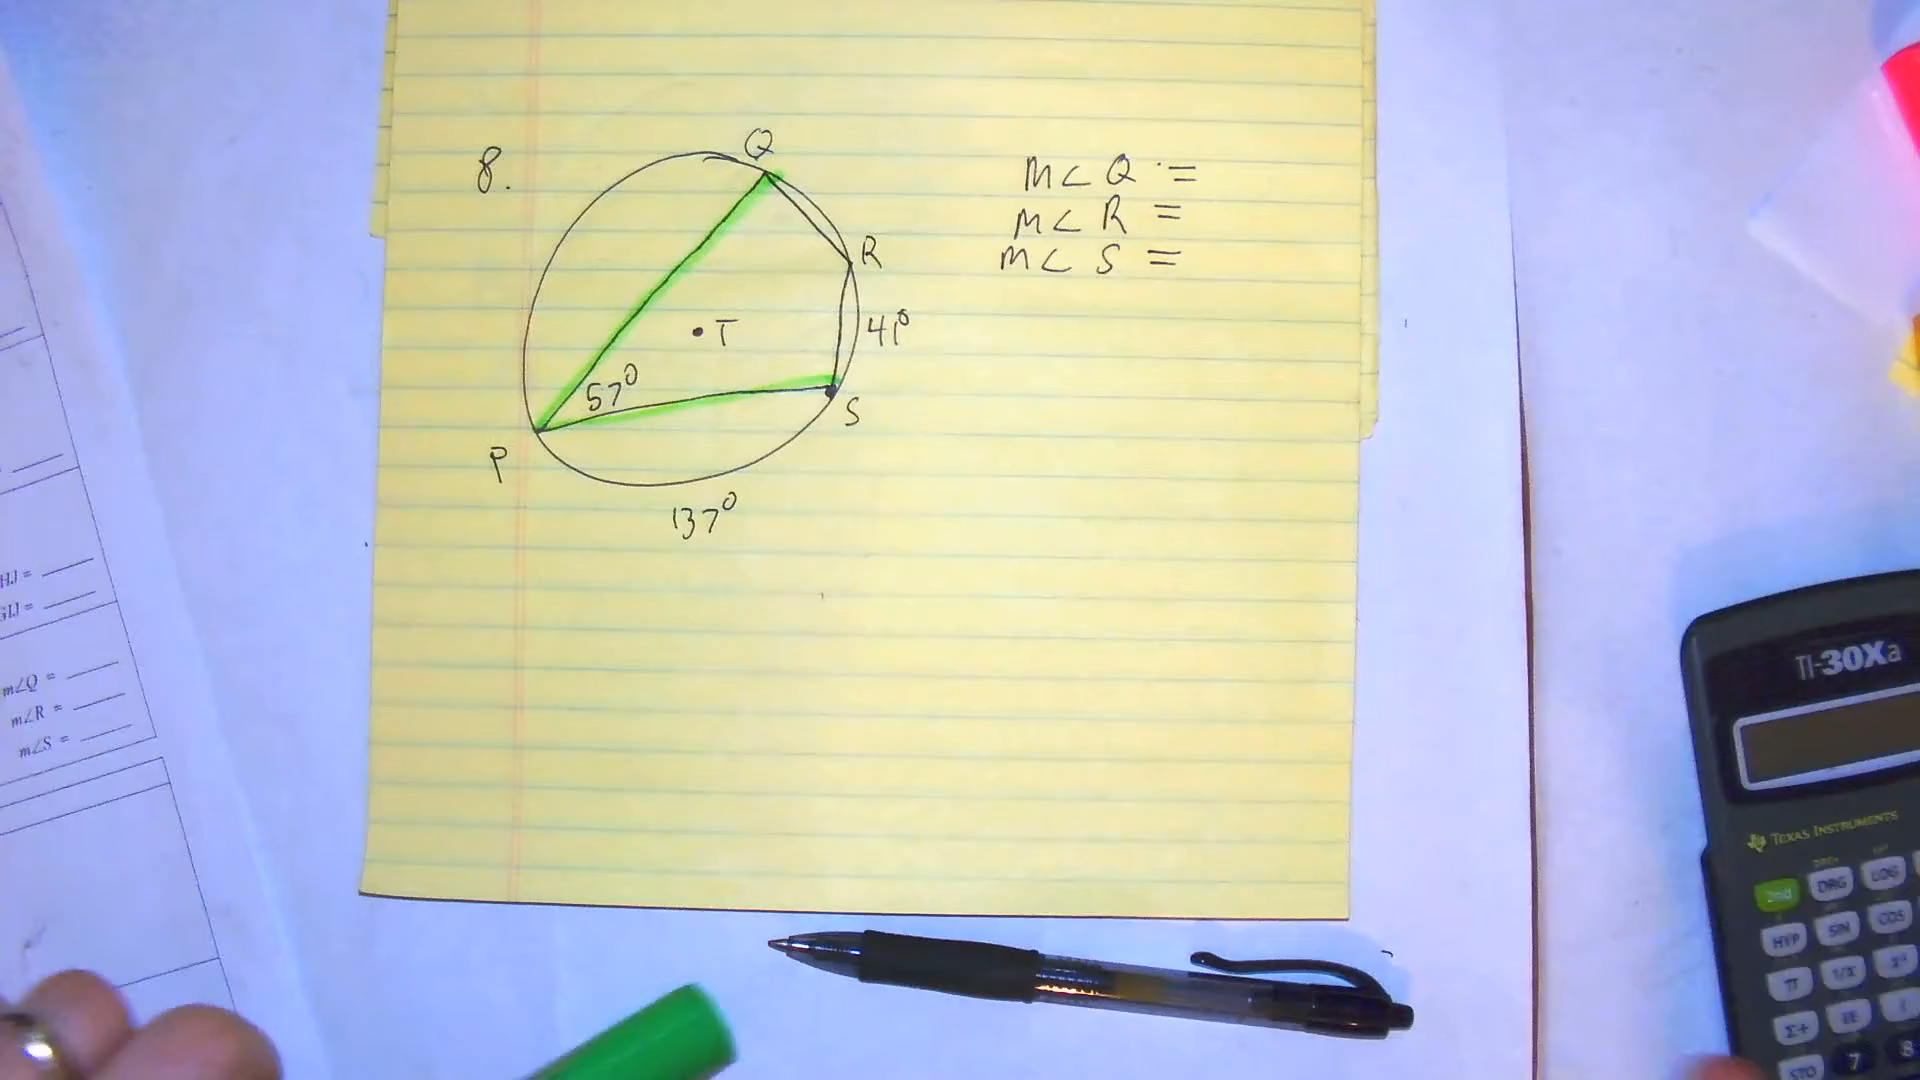 8.
Q
R
41°
T
57°
S
P
137°
M∠ Q =
M∠ R =
M∠ S =
HJ =
GIJ =
m∠Q =
m∠R =
m∠S =
TI-30Xa
TEXAS INSTRUMENTS
2nd DRG LOG
HYP SIN COS
π 1/x x²
Σ+ EE (
STO 7 8